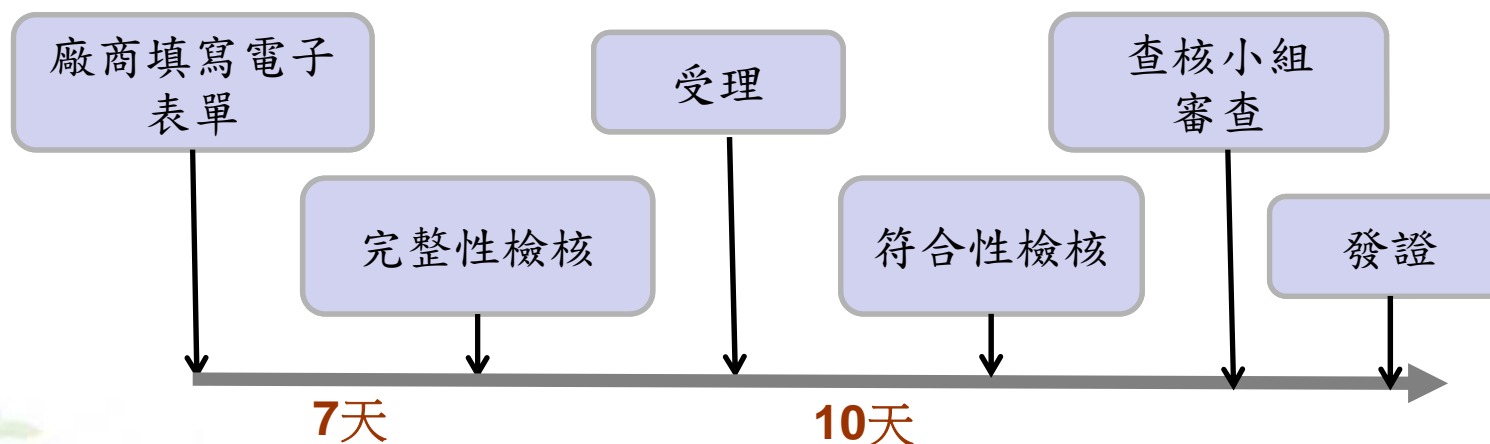 廠商填寫電子
表單
完整性檢核
受理
符合性檢核
查核小組
審查
發證
7天
10天